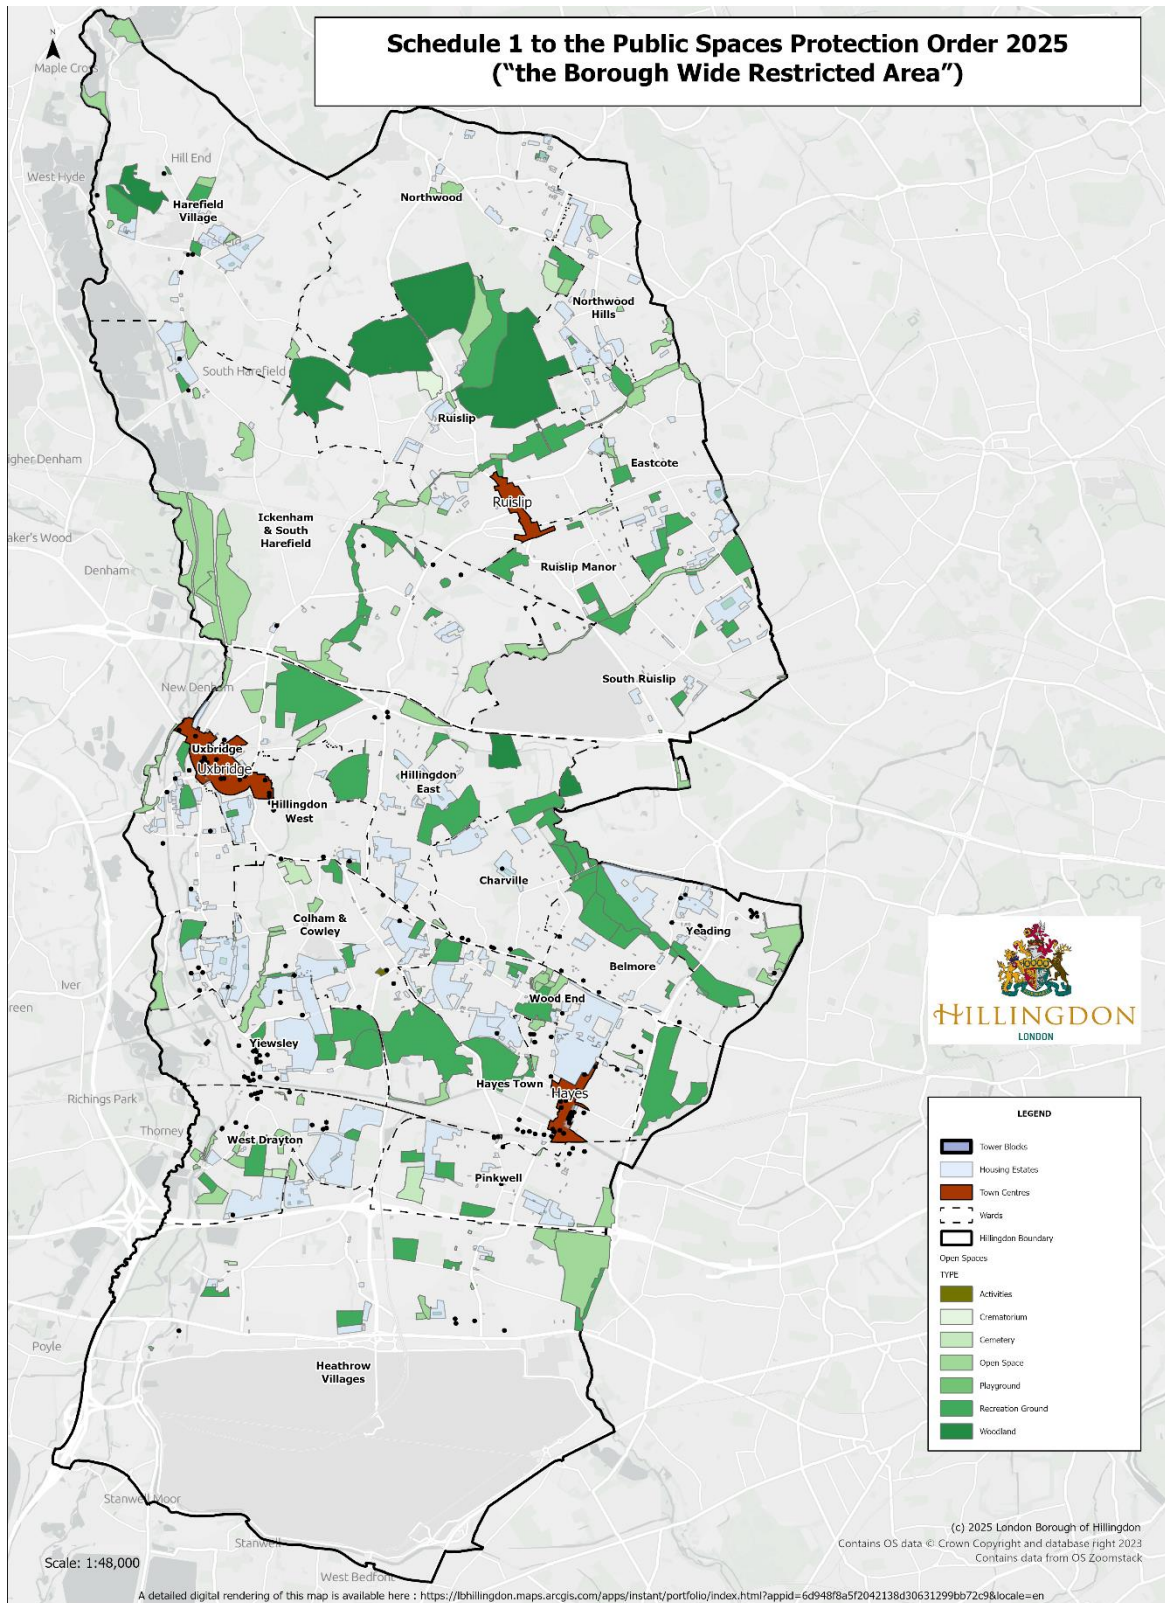 Schedule 1 to the Public Spaces Protection Order 2025
(“the Borough Wide Restricted Area”)
N
Maple Cross
Hill End
West Hyde
Harefield
Village
Harefield
Northwood
Northwood
Hills
South Harefield
Ruislip
Eastcote
igher Denham
Ruislip
Ickenham
& South
Harefield
aker's Wood
Denham
Ruislip Manor
South Ruislip
New Denham
Uxbridge
Uxbridge
Hillingdon
East
Hillingdon
West
Charville
Colham &
Cowley
Yeading
Belmore
Iver
Wood End
reen
HILLINGDON
LONDON
Yiewsley
Hayes Town
Hayes
Richings Park
Thorney
West Drayton
Pinkwell
LEGEND
Tower Blocks
Housing Estates
Town Centres
Wards
Hillingdon Boundary
Open Spaces
TYPE
Activities
Crematorium
Cemetery
Open Space
Playground
Recreation Ground
Woodland
Poyle
Heathrow
Villages
Stanwell Moor
Stanwell
West Bedfont
Scale: 1:48,000
(c) 2025 London Borough of Hillingdon
Contains OS data © Crown Copyright and database right 2023
Contains data from OS Zoomstack
A detailed digital rendering of this map is available here : https://lbhillingdon.maps.arcgis.com/apps/instant/portfolio/index.html?appid=6d948f8a5f2042138d30631299bb72c9&locale=en